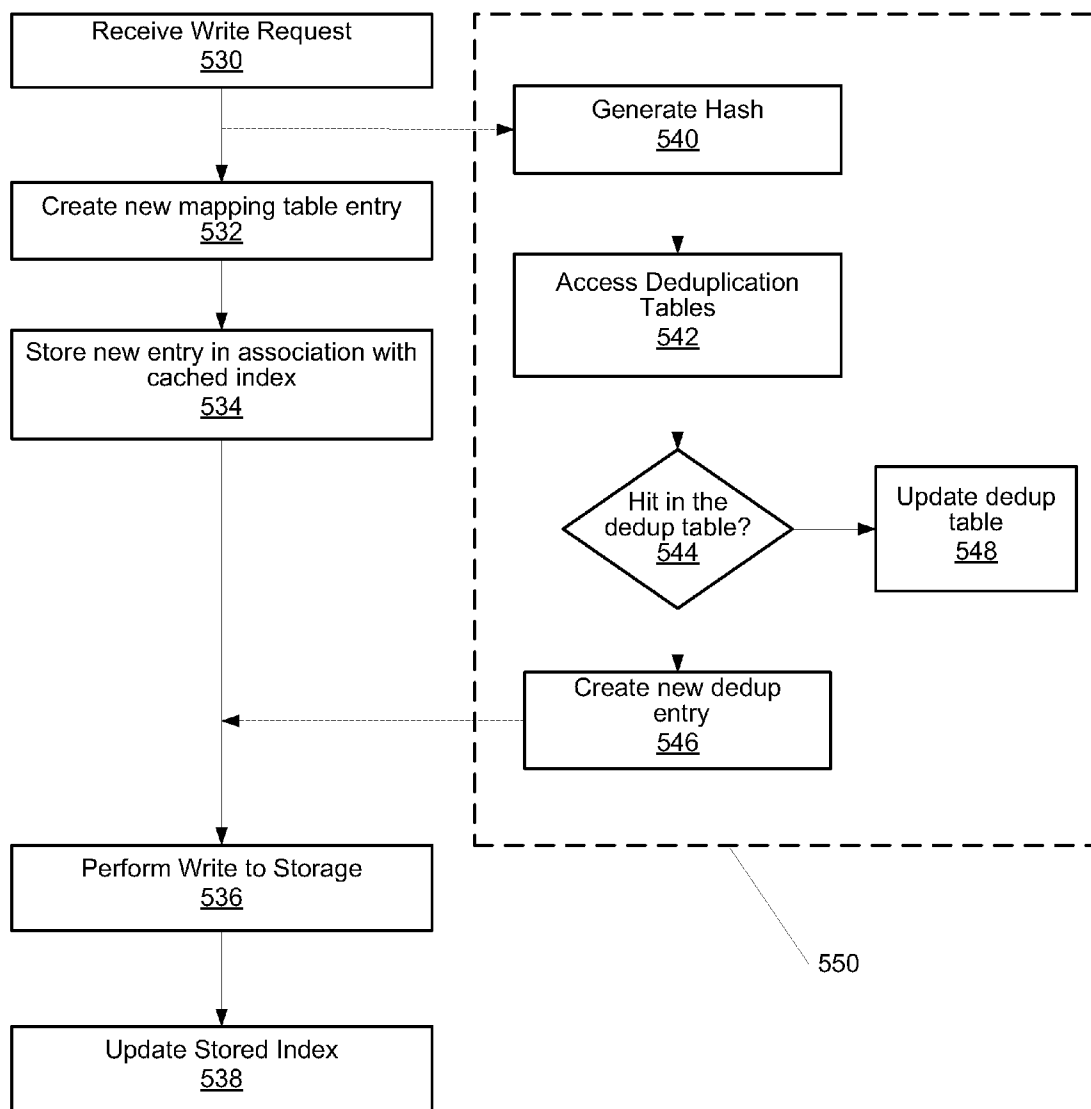 Receive Write Request
530
Generate Hash
540
Create new mapping table entry
532
Access Deduplication
Tables
542
Store new entry in association with
cached index
534
Hit in the
dedup table?
544
Update dedup
table
548
Create new dedup
entry
546
Perform Write to Storage
536
550
Update Stored Index
538